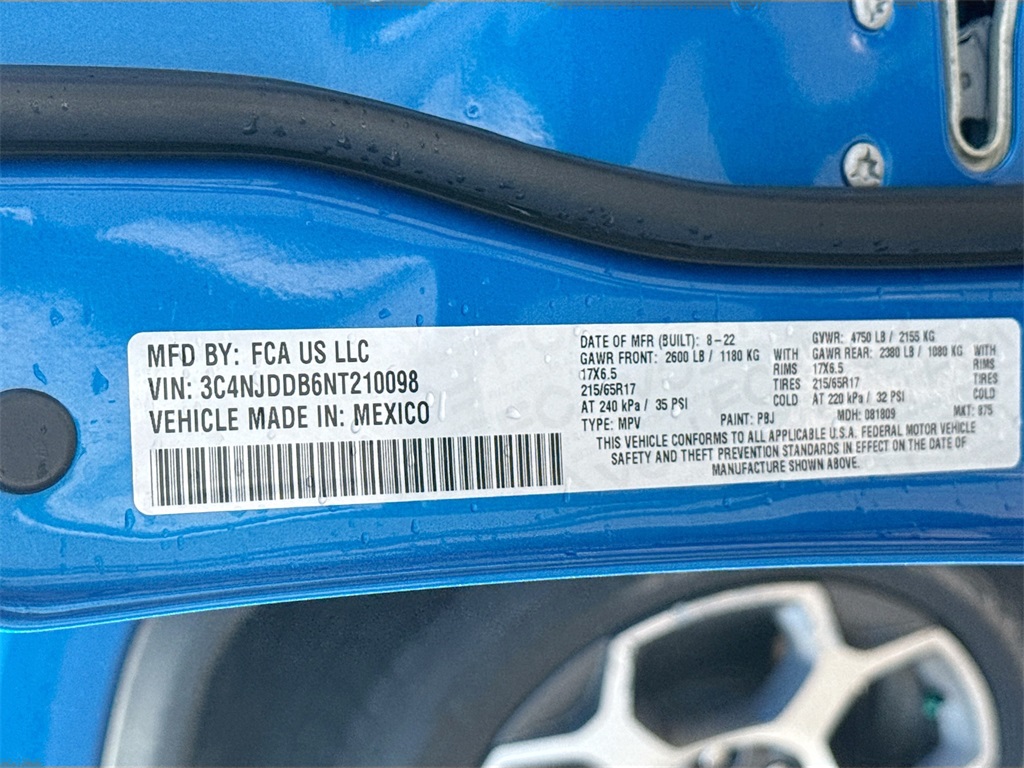 MFD BY: FCA US LLC
VIN: 3C4NJDDB6NT210098
VEHICLE MADE IN: MEXICO
DATE OF MFR (BUILT): 8-22 GVWR: 4750 LB / 2155 KG
GAWR FRONT: 2600 LB / 1180 KG WITH GAWR REAR: 2380 LB / 1080 KG WITH
17X6.5 RIMS 17X6.5 RIMS
215/65R17 TIRES 215/65R17 TIRES
AT 240 kPa / 35 PSI COLD AT 220 kPa / 32 PSI COLD
TYPE: MPV PAINT: PBJ MDH: 081809 MKT: 875
THIS VEHICLE CONFORMS TO ALL APPLICABLE U.S.A. FEDERAL MOTOR VEHICLE
SAFETY AND THEFT PREVENTION STANDARDS IN EFFECT ON THE DATE OF
MANUFACTURE SHOWN ABOVE.